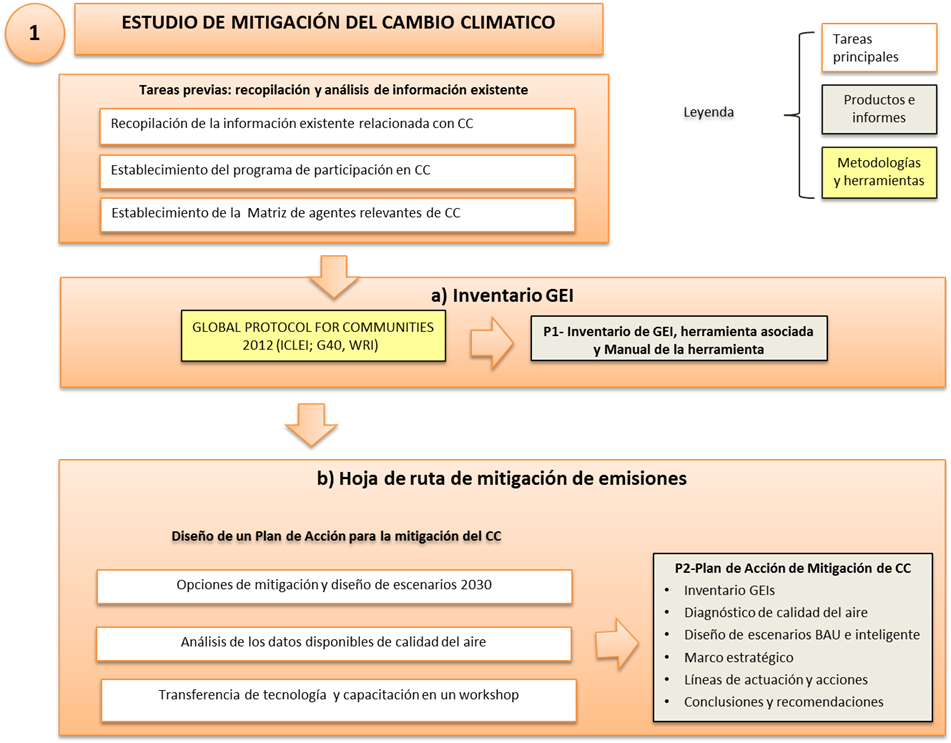 1
ESTUDIO DE MITIGACIÓN DEL CAMBIO CLIMATICO
Tareas previas: recopilación y análisis de información existente
Recopilación de la información existente relacionada con CC
Establecimiento del programa de participación en CC
Establecimiento de la Matriz de agentes relevantes de CC
Leyenda
Tareas
principales
Productos e
informes
Metodologías
y herramientas
a) Inventario GEI
GLOBAL PROTOCOL FOR COMMUNITIES
2012 (ICLEI; G40, WRI)
P1- Inventario de GEI, herramienta asociada
y Manual de la herramienta
b) Hoja de ruta de mitigación de emisiones
Diseño de un Plan de Acción para la mitigación del CC
Opciones de mitigación y diseño de escenarios 2030
Análisis de los datos disponibles de calidad del aire
Transferencia de tecnología y capacitación en un workshop
P2-Plan de Acción de Mitigación de CC
• Inventario GEIs
• Diagnóstico de calidad del aire
• Diseño de escenarios BAU e inteligente
• Marco estratégico
• Líneas de actuación y acciones
• Conclusiones y recomendaciones